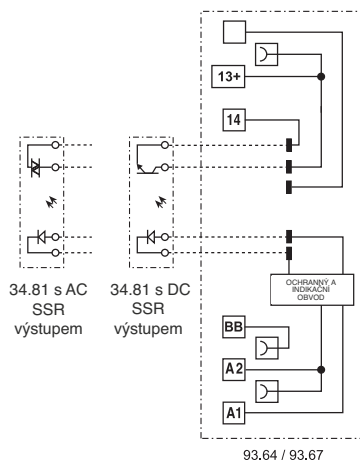 13+
14
OCHRANNÝ A
INDIKAČNÍ
OBVOD
34.81 s AC
SSR
výstupem
34.81 s DC
SSR
výstupem
BB
A2
A1
93.64 / 93.67